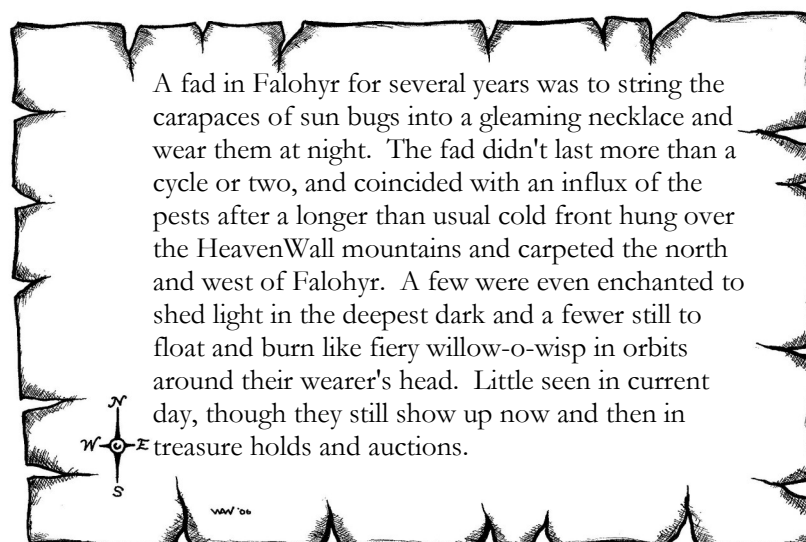 A fad in Falohyr for several years was to string the
carapaces of sun bugs into a gleaming necklace and
wear them at night.  The fad didn't last more than a
cycle or two, and coincided with an influx of the
pests after a longer than usual cold front hung over
the HeavenWall mountains and carpeted the north
and west of Falohyr.  A few were even enchanted to
shed light in the deepest dark and a fewer still to
float and burn like fiery willow-o-wisp in orbits
around their wearer's head.  Little seen in current
day, though they still show up now and then in
treasure holds and auctions.
N
W E
S